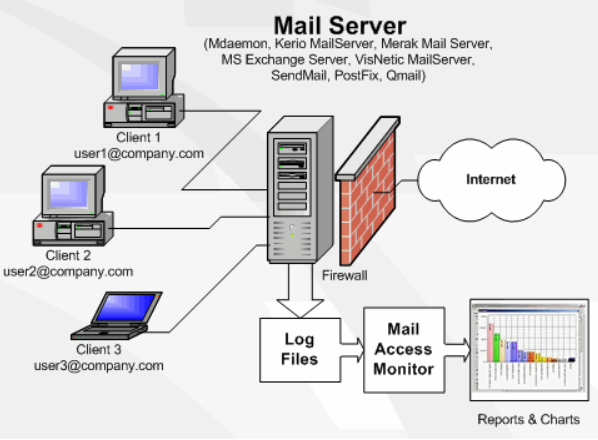 Mail Server
(Mdaemon, Kerio MailServer, Merak Mail Server,
MS Exchange Server, VisNetic MailServer,
SendMail, PostFix, Qmail)
Client 1
user1@company.com
Internet
Client 2
user2@company.com
Firewall
Client 3
user3@company.com
Log
Files
Mail
Access
Monitor
Reports & Charts